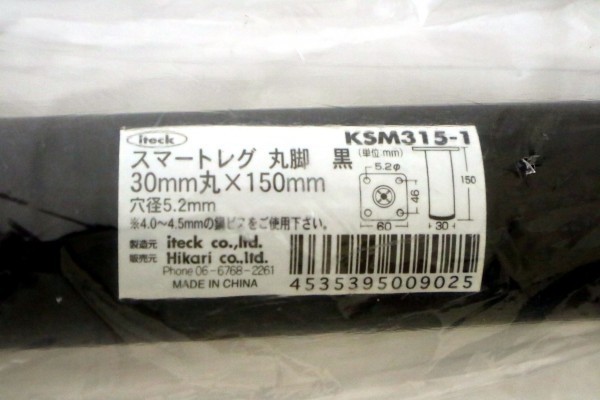 iteck
KSM315-1
スマートレグ 丸脚 黒
(単位:mm)
30mm丸×150mm
穴径5.2mm
※4.0〜4.5mmの鍋ビスをご使用下さい。
5.2φ
46
60
150
30
製造元 iteck co.,ltd.
販売元 Hikari co.,ltd.
Phone 06-6768-2261
MADE IN CHINA
4535395009025